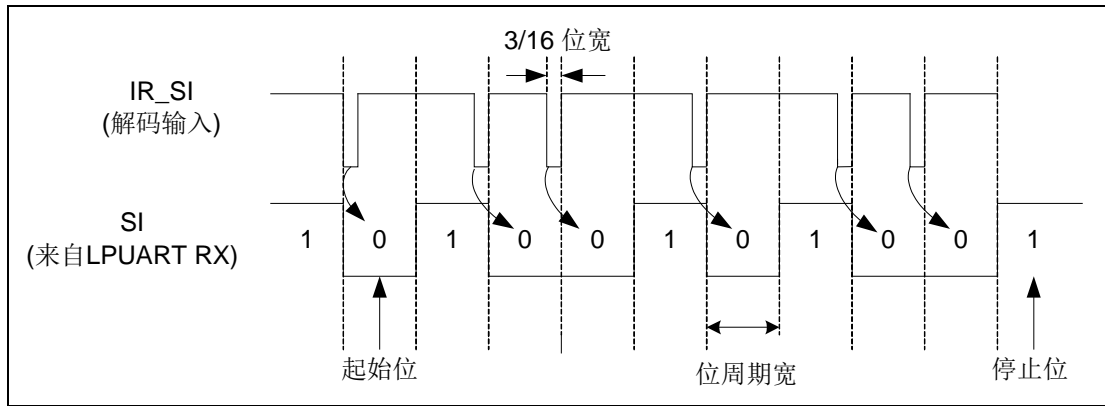 3/16 位宽
IR_SI
(解码输入)
SI
(来自LPUART RX)
1 0 1 0 0 1 0 1 0 0 1
起始位
位周期宽
停止位